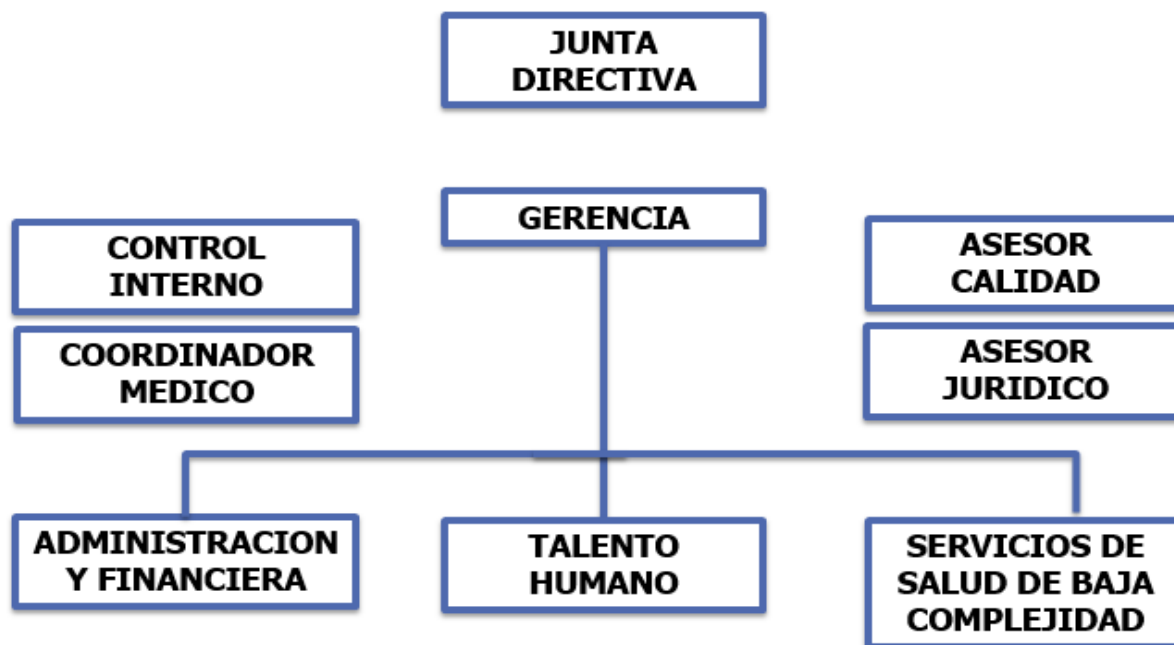 JUNTA
DIRECTIVA
GERENCIA
CONTROL
INTERNO
ASESOR
CALIDAD
COORDINADOR
MEDICO
ASESOR
JURIDICO
ADMINISTRACION
Y FINANCIERA
TALENTO
HUMANO
SERVICIOS DE
SALUD DE BAJA
COMPLEJIDAD